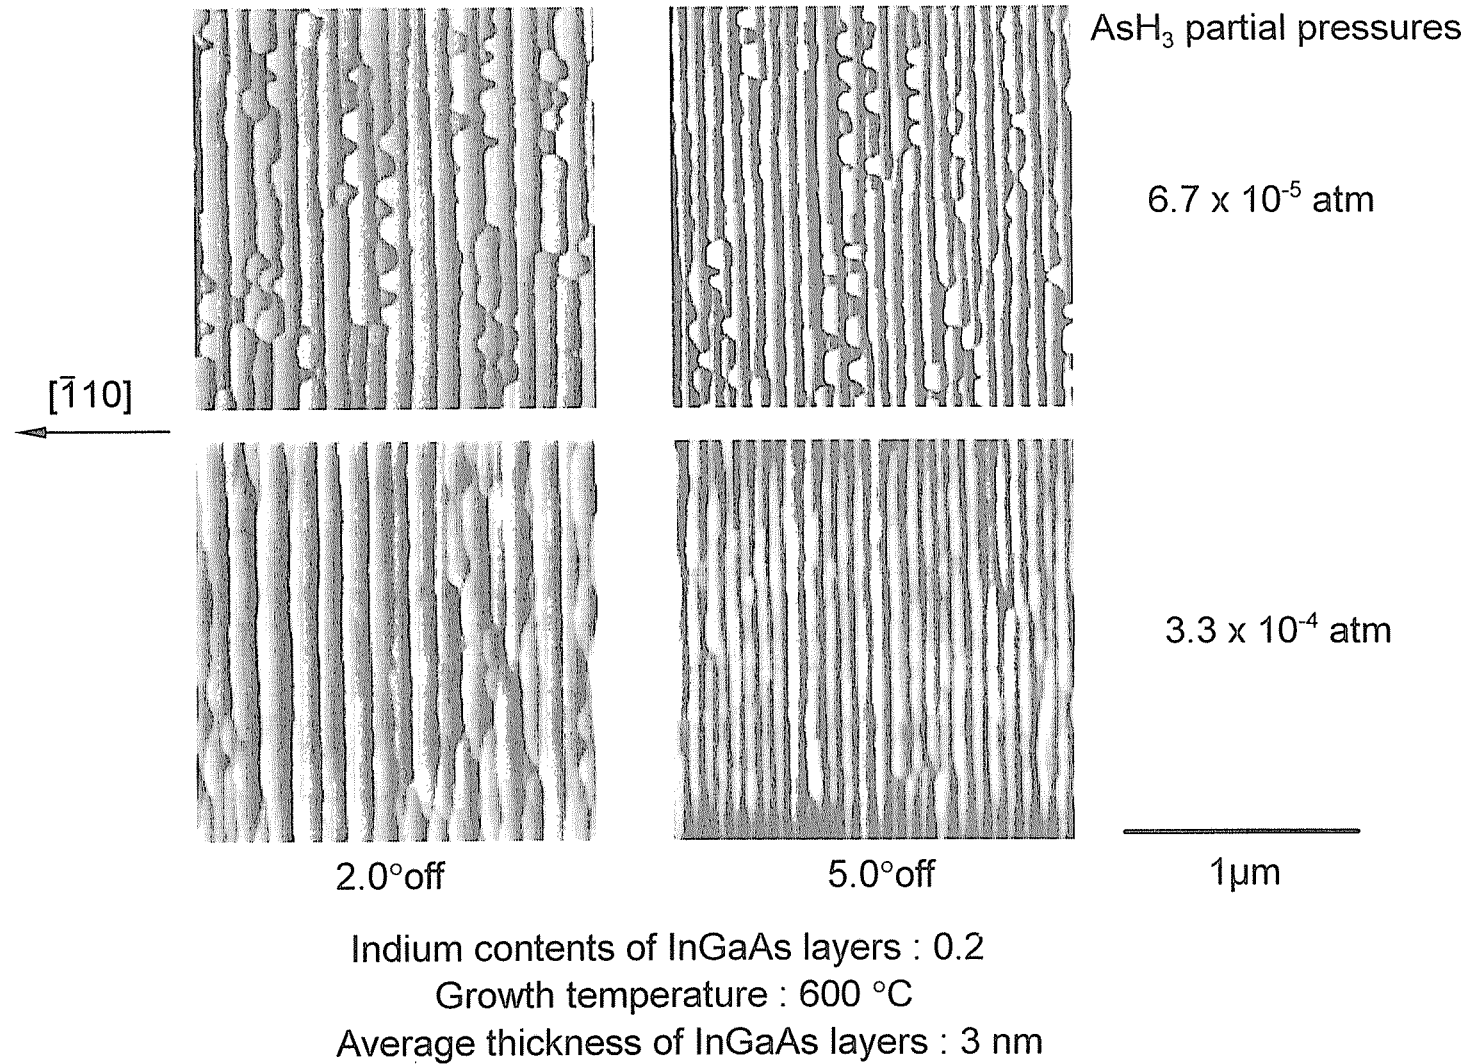 AsH₃ partial pressures
6.7 x 10⁻⁵ atm
[1̄10]
3.3 x 10⁻⁴ atm
2.0°off
5.0°off
1μm
Indium contents of InGaAs layers : 0.2
Growth temperature : 600 °C
Average thickness of InGaAs layers : 3 nm